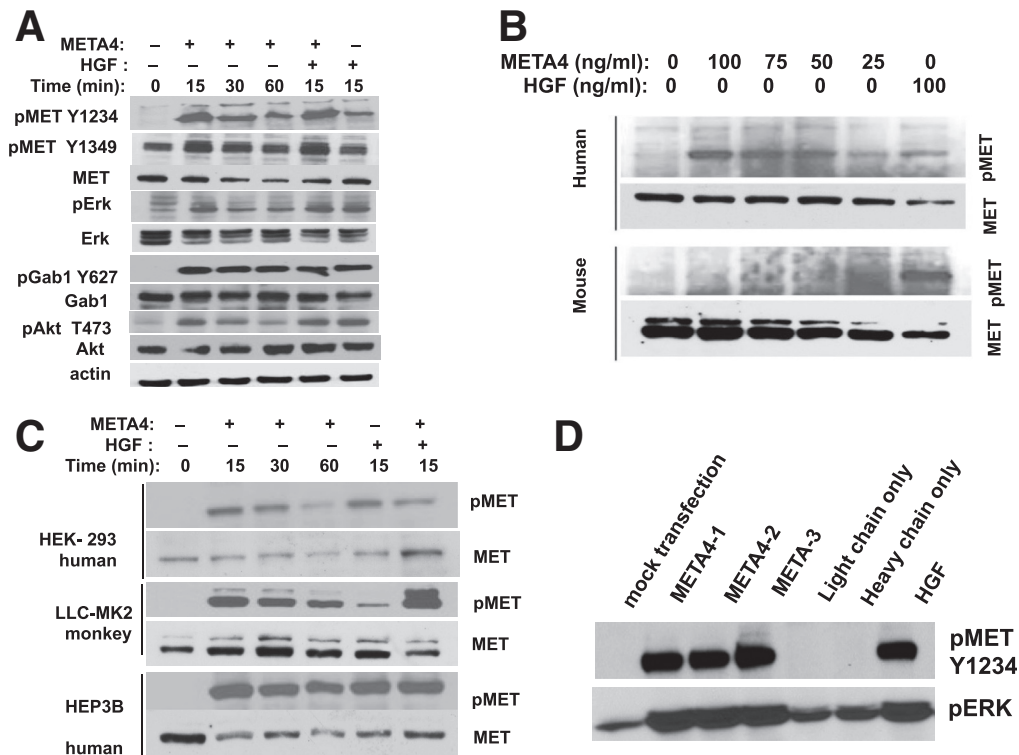 A
META4: – + + + + –
HGF : + +
Time (min): 0 15 30 60 15 15
pMET Y1234
pMET Y1349
MET
pErk
Erk
pGab1 Y627
Gab1
pAkt T473
Akt
actin
B
META4 (ng/ml): 0 100 75 50 25 0
HGF (ng/ml): 0 0 0 0 0 100
Human
pMET
MET
Mouse
pMET
MET
C
META4: – + + + – +
HGF : – – – – + +
Time (min): 0 15 30 60 15 15
HEK- 293
human
pMET
MET
LLC-MK2
monkey
pMET
MET
HEP3B
human
pMET
MET
D
mock transfection
META4-1
META4-2
META-3
Light chain only
Heavy chain only
HGF
pMET
Y1234
pERK